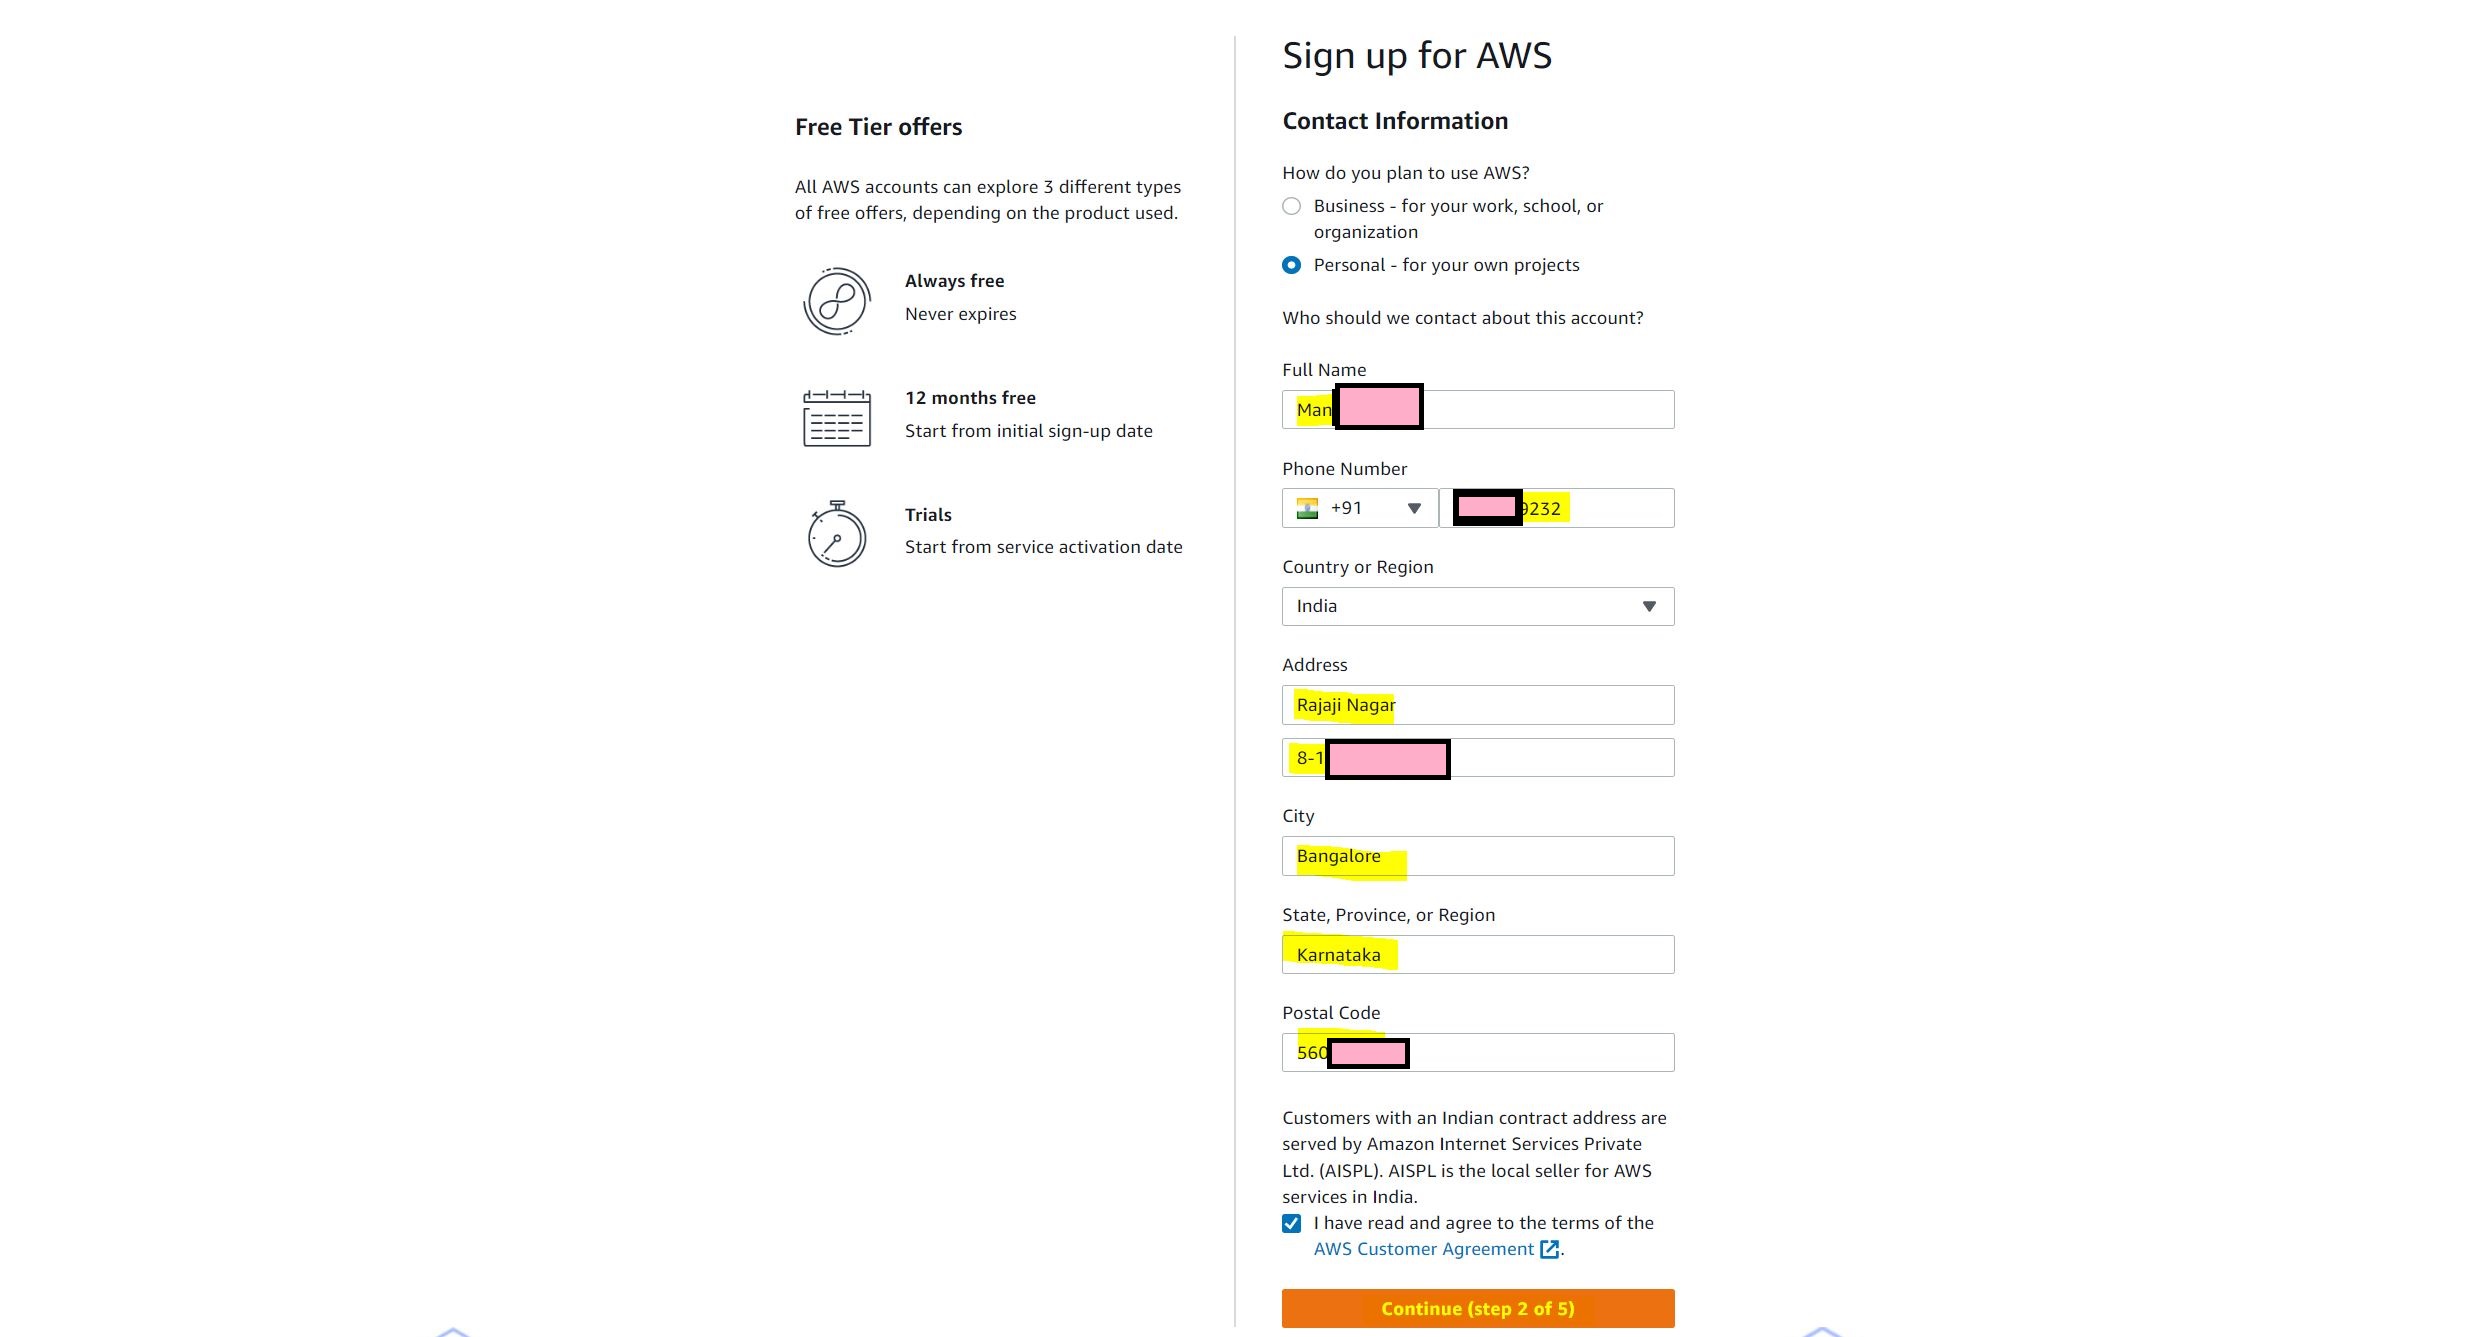 Sign up for AWS
Free Tier offers
All AWS accounts can explore 3 different types
of free offers, depending on the product used.
Always free
Never expires
12 months free
Start from initial sign-up date
Trials
Start from service activation date
Contact Information
How do you plan to use AWS?
Business - for your work, school, or
organization
Personal - for your own projects
Who should we contact about this account?
Full Name
Man
Phone Number
+91 9232
Country or Region
India
Address
Rajaji Nagar
8-1
City
Bangalore
State, Province, or Region
Karnataka
Postal Code
560
Customers with an Indian contract address are
served by Amazon Internet Services Private
Ltd. (AISPL). AISPL is the local seller for AWS
services in India.
I have read and agree to the terms of the
AWS Customer Agreement .
Continue (step 2 of 5)